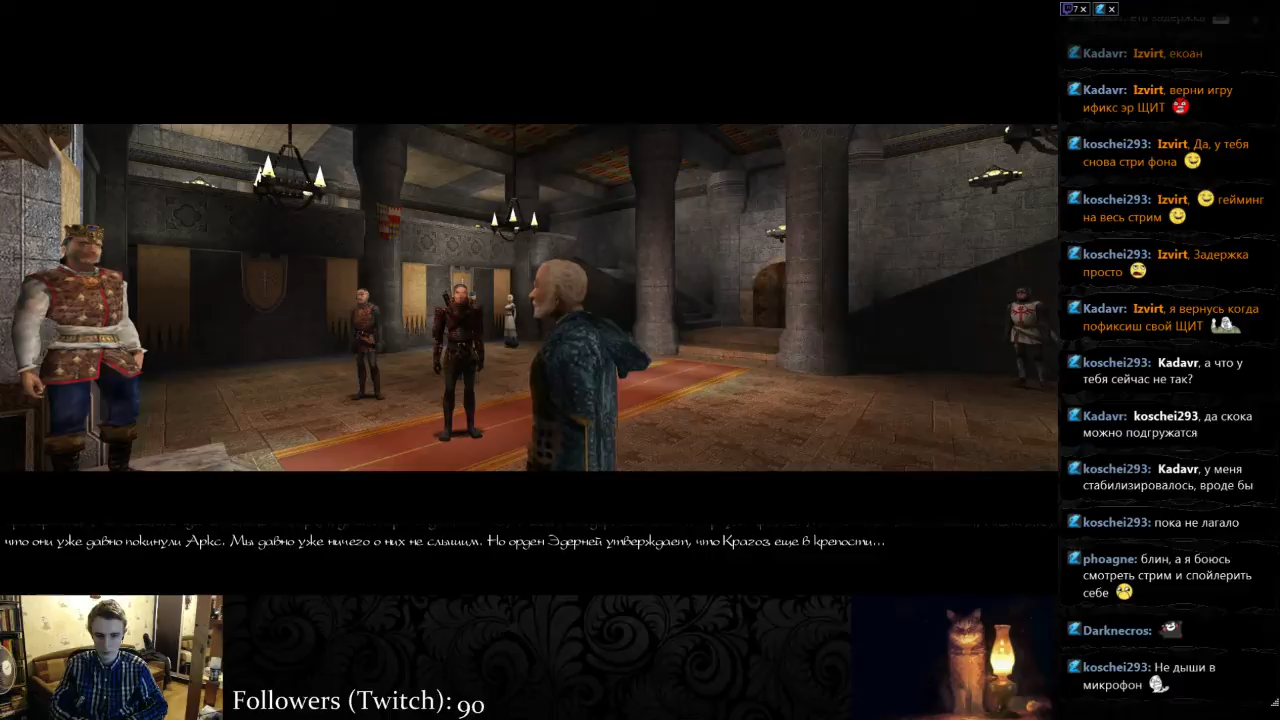 7 ×
×
Kadavr: Izvirt, екоан
Kadavr: Izvirt, верни игру
ификс эр ЩИТ
koschei293: Izvirt, Да, у тебя
снова стри фона
koschei293: Izvirt, гейминг
на весь стрим
koschei293: Izvirt, Задержка
просто
Kadavr: Izvirt, я вернусь когда
пофиксиш свой ЩИТ
koschei293: Kadavr, а что у
тебя сейчас не так?
Kadavr: koschei293, да скока
можно подгружатся
koschei293: Kadavr, у меня
стабилизировалось, вроде бы
koschei293: пока не лагало
phoagne: блин, а я боюсь
смотреть стрим и спойлерить
себе
Darknecros:
koschei293: Не дыши в
микрофон
что они уже давно покинули Аркс. Мы давно уже ничего о них не слышим. Но орден Эдерней утверждает, что Крагоз еще в крепости...
Followers (Twitch): 90